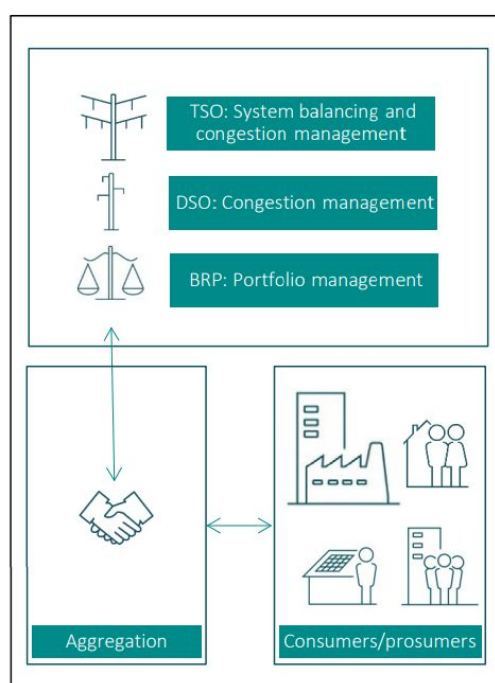 TSO: System balancing and
congestion management
DSO: Congestion management
BRP: Portfolio management
Aggregation
Consumers/prosumers